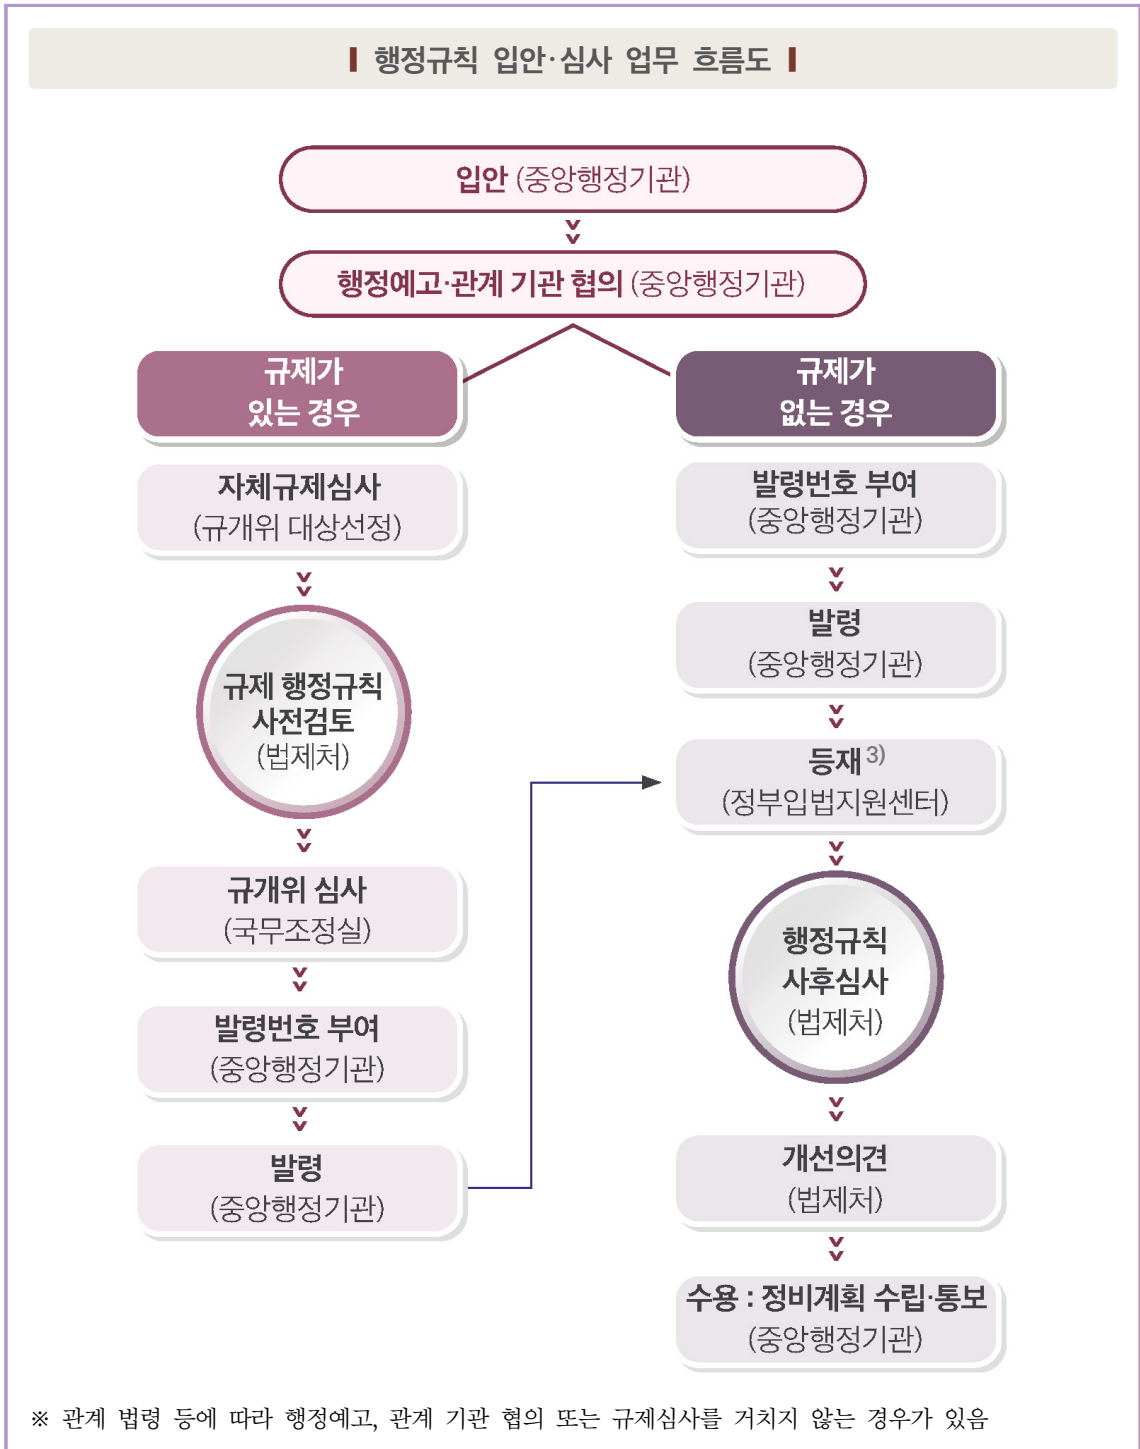 행정규칙 입안·심사 업무 흐름도
입안 (중앙행정기관)
행정예고·관계 기관 협의 (중앙행정기관)
규제가
있는 경우
자체규제심사
(규개위 대상선정)
규제 행정규칙
사전검토
(법제처)
규개위 심사
(국무조정실)
발령번호 부여
(중앙행정기관)
발령
(중앙행정기관)
규제가
없는 경우
발령번호 부여
(중앙행정기관)
발령
(중앙행정기관)
등재 3)
(정부입법지원센터)
행정규칙
사후심사
(법제처)
개선의견
(법제처)
수용 : 정비계획 수립·통보
(중앙행정기관)
※ 관계 법령 등에 따라 행정예고, 관계 기관 협의 또는 규제심사를 거치지 않는 경우가 있음